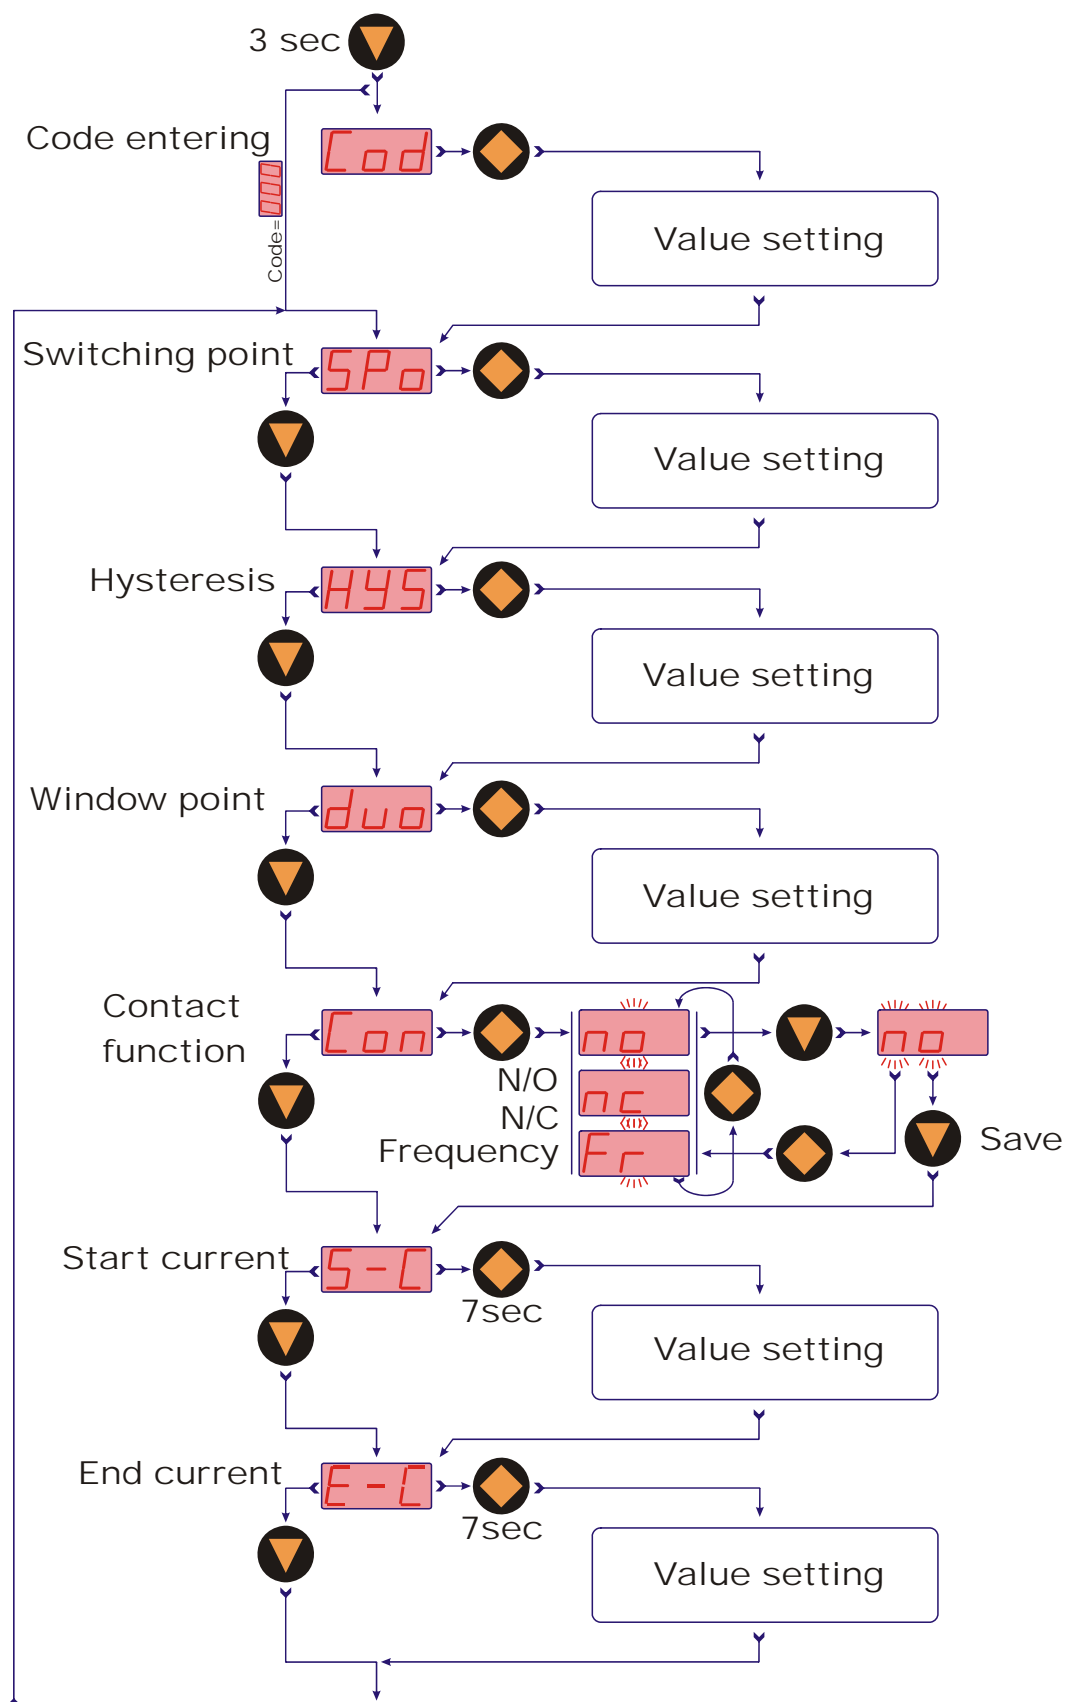 3 sec
Code entering
Cod
Code=000
Value setting
Switching point
SPo
Value setting
Hysteresis
HYS
Value setting
Window point
duo
Value setting
Contact
function
Con
no
no
N/O
nc
N/C
Frequency
Fr
Save
Start current
S-C
7sec
Value setting
End current
E-C
7sec
Value setting